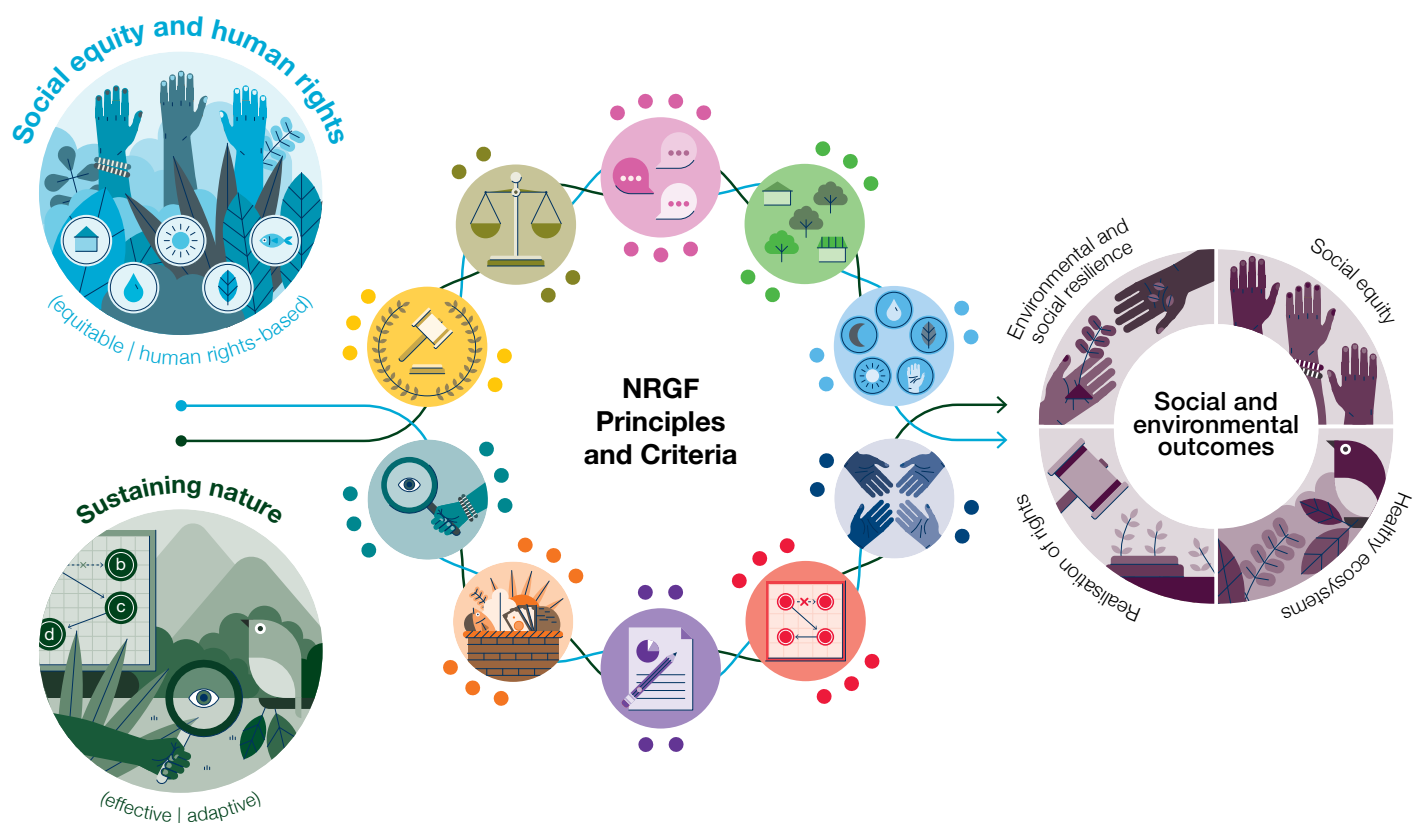 Social equity and human rights
(equitable | human rights-based)
Sustaining nature
b
c
d
(effective | adaptive)
NRGF
Principles
and Criteria
Environmental and
social resilience
Social equity
Social and
environmental
outcomes
Realisation of rights
Healthy ecosystems